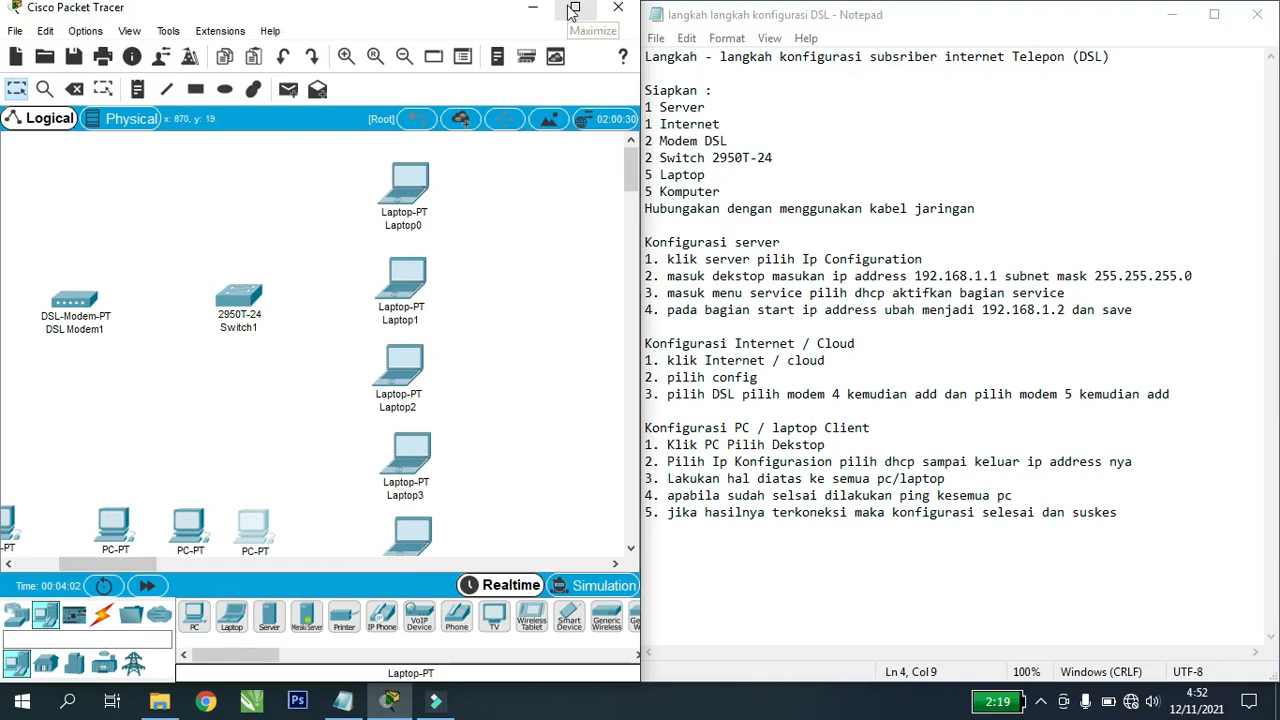 Cisco Packet Tracer
File Edit Options View Tools Extensions Help
Maximize
Logical
Physical
x: 870, y: 19
[Root]
02:00:30
Laptop-PT
Laptop0
Laptop-PT
Laptop1
DSL-Modem-PT
DSL Modem1
2950T-24
Switch1
Laptop-PT
Laptop2
Laptop-PT
Laptop3
-PT
PC-PT
PC-PT
PC-PT
Time: 00:04:02
Realtime
Simulation
PC
Laptop
Server
Meraki Server
Printer
IP Phone
VoIP Device
Phone
TV
Wireless Tablet
Smart Device
Generic Wireless
Laptop-PT
langkah langkah konfigurasi DSL - Notepad
File Edit Format View Help
Langkah - langkah konfigurasi subsriber internet Telepon (DSL)
Siapkan :
1 Server
1 Internet
2 Modem DSL
2 Switch 2950T-24
5 Laptop
5 Komputer
Hubungakan dengan menggunakan kabel jaringan
Konfigurasi server
1. klik server pilih Ip Configuration
2. masuk dekstop masukan ip address 192.168.1.1 subnet mask 255.255.255.0
3. masuk menu service pilih dhcp aktifkan bagian service
4. pada bagian start ip address ubah menjadi 192.168.1.2 dan save
Konfigurasi Internet / Cloud
1. klik Internet / cloud
2. pilih config
3. pilih DSL pilih modem 4 kemudian add dan pilih modem 5 kemudian add
Konfigurasi PC / laptop Client
1. Klik PC Pilih Dekstop
2. Pilih Ip Konfigurasion pilih dhcp sampai keluar ip address nya
3. Lakukan hal diatas ke semua pc/laptop
4. apabila sudah selsai dilakukan ping kesemua pc
5. jika hasilnya terkoneksi maka konfigurasi selesai dan suskes
Ln 4, Col 9
100%
Windows (CRLF)
UTF-8
Ps
2:19
4:52
12/11/2021